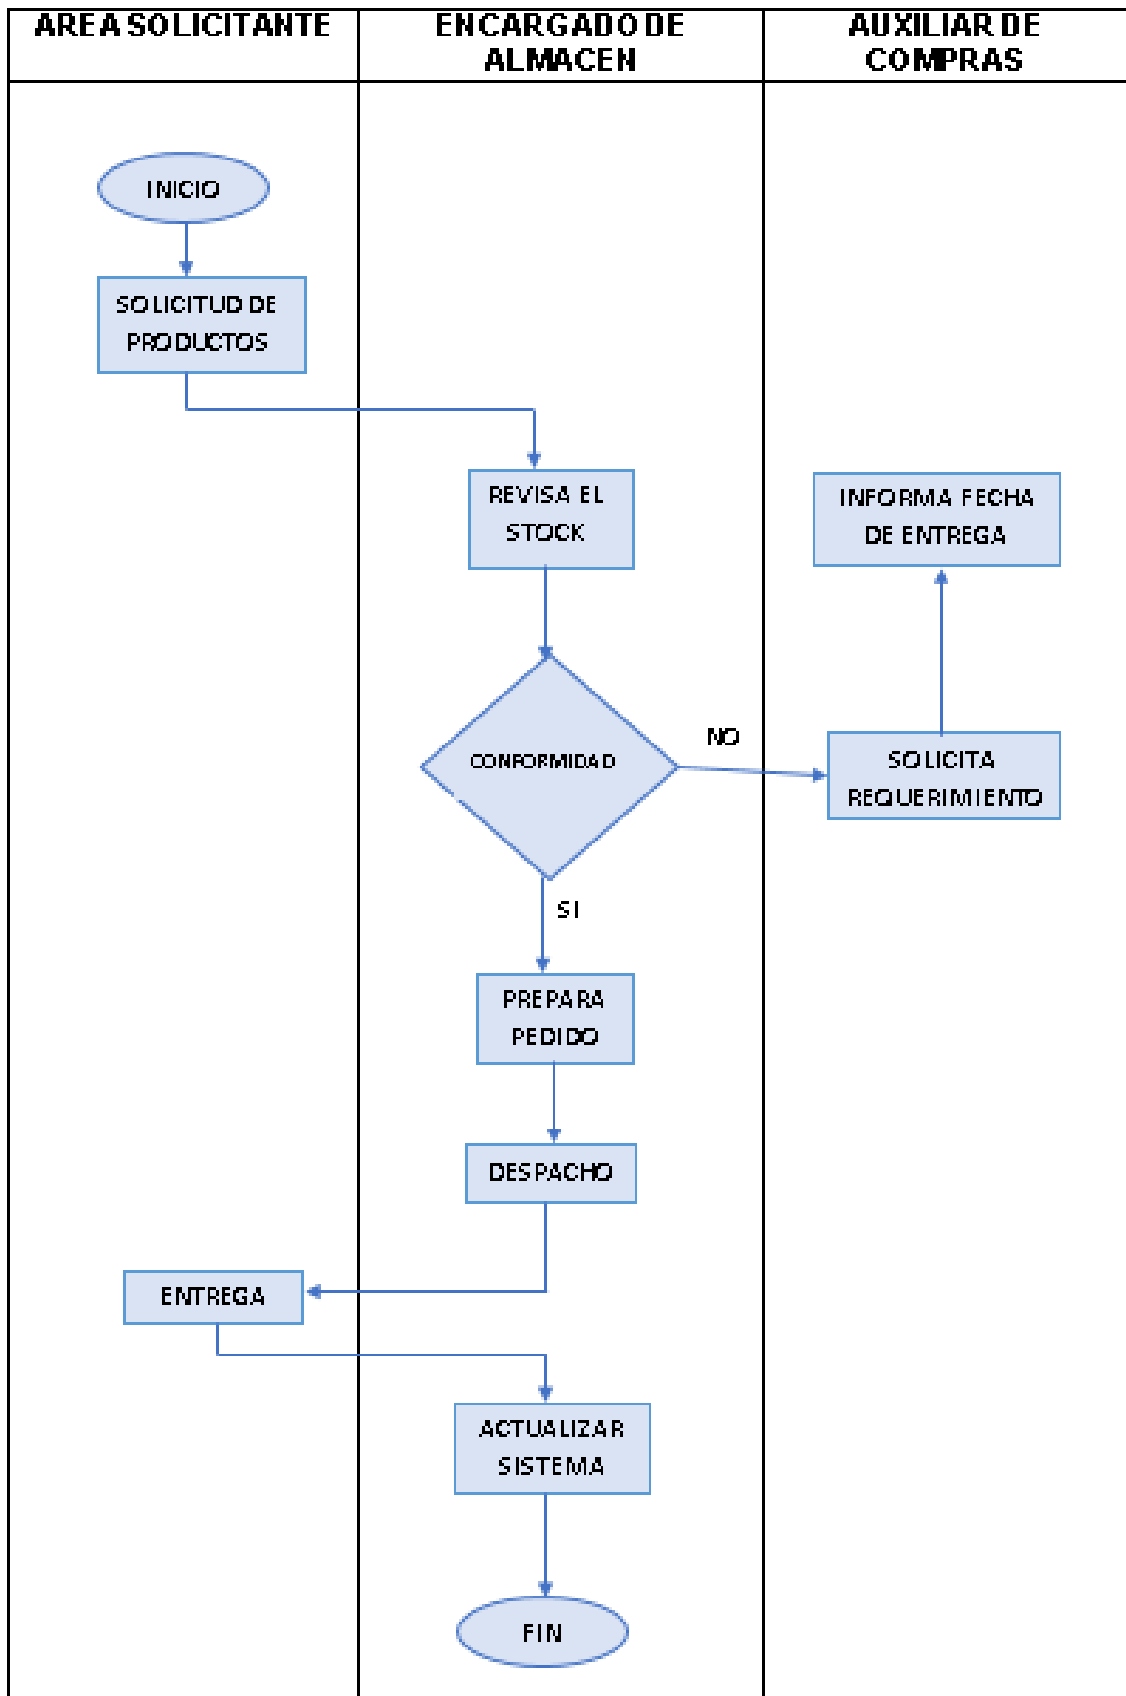 AREA SOLICITANTE
ENCARGADO DE
ALMACEN
AUXILIAR DE
COMPRAS
INICIO
SOLICITUD DE
PRODUCTOS
REVISA EL
STOCK
INFORMA FECHA
DE ENTREGA
CONFORMIDAD
NO
SOLICITA
REQUERIMIENTO
SI
PREPARA
PEDIDO
DESPACHO
ENTREGA
ACTUALIZAR
SISTEMA
FIN